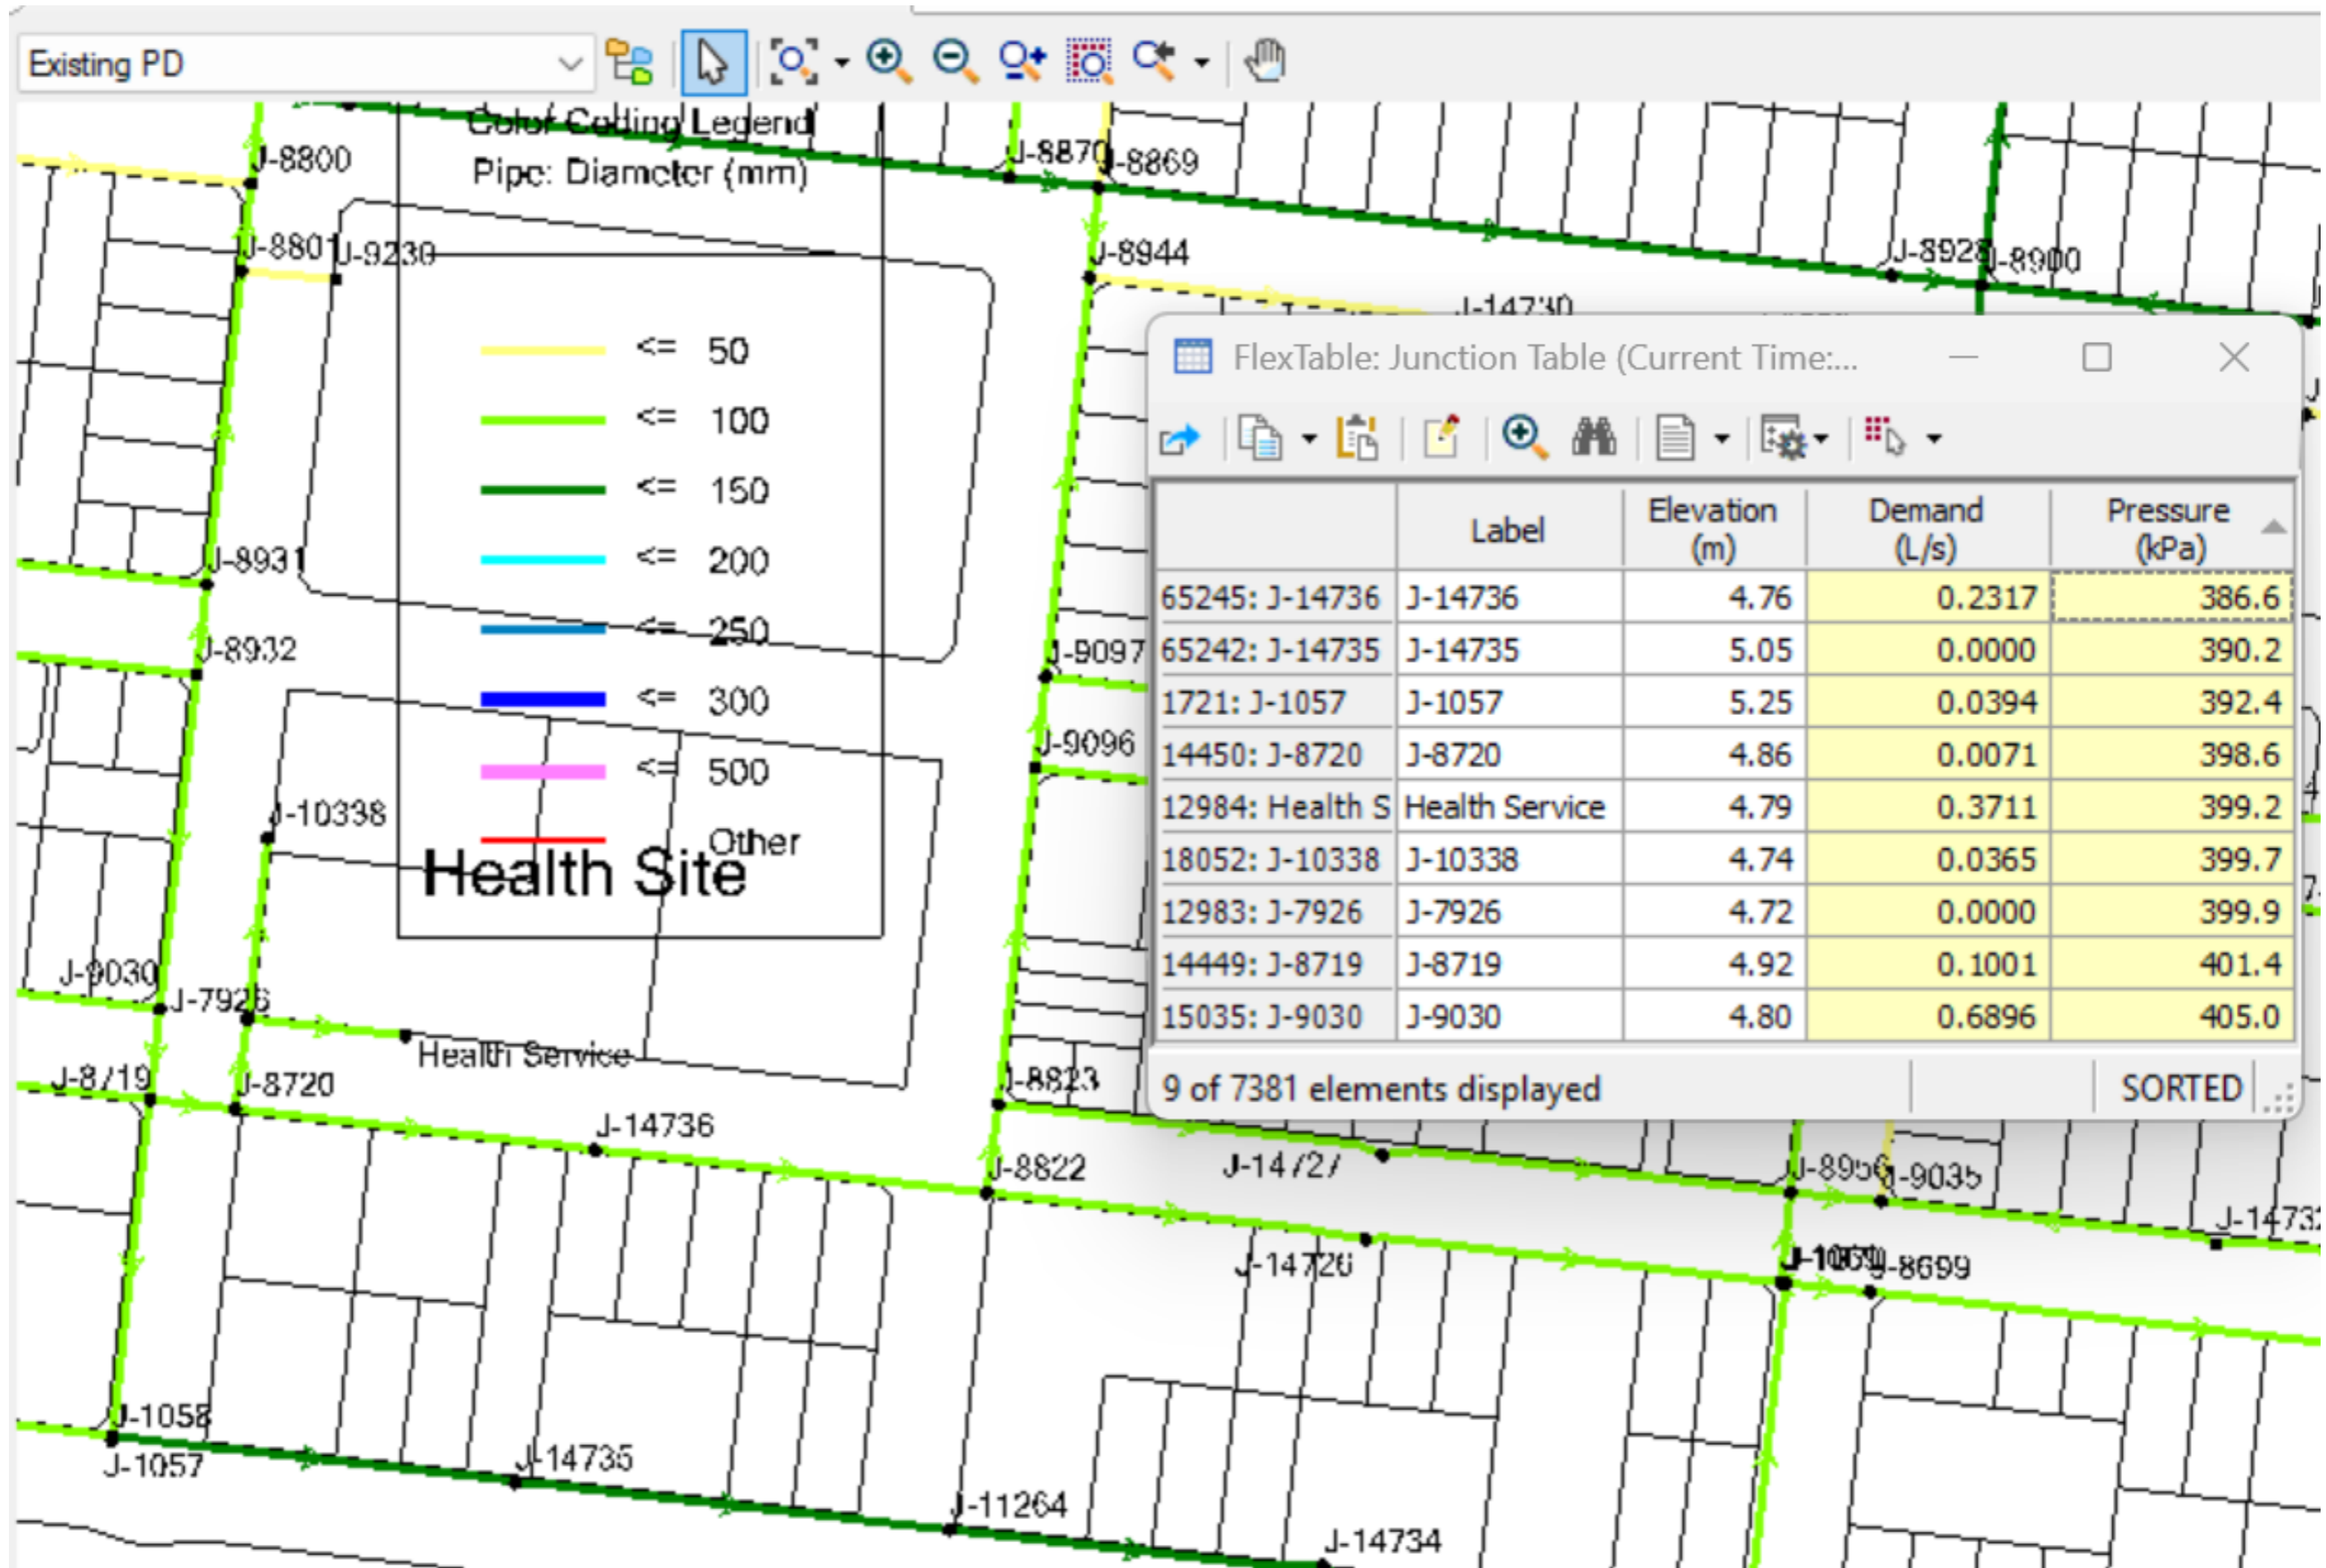 Existing PD
Color Coding Legend
Pipe: Diameter (mm)
<= 50
<= 100
<= 150
<= 200
<= 250
<= 300
<= 500
Other
Health Site
J-8800
J-8870
J-8869
J-8801
J-9230
J-8944
J-8900
J-14730
J-8931
J-8932
J-9097
J-9096
J-10338
J-9030
J-7926
Health Service
J-8719
J-8720
J-8823
J-14736
J-8822
J-14727
J-8956
J-9035
J-14726
J-8699
J-1058
J-1057
J-14735
J-11264
J-14734
FlexTable: Junction Table (Current Time:...
Label Elevation (m) Demand (L/s) Pressure (kPa)
65245: J-14736 J-14736 4.76 0.2317 386.6
65242: J-14735 J-14735 5.05 0.0000 390.2
1721: J-1057 J-1057 5.25 0.0394 392.4
14450: J-8720 J-8720 4.86 0.0071 398.6
12984: Health S Health Service 4.79 0.3711 399.2
18052: J-10338 J-10338 4.74 0.0365 399.7
12983: J-7926 J-7926 4.72 0.0000 399.9
14449: J-8719 J-8719 4.92 0.1001 401.4
15035: J-9030 J-9030 4.80 0.6896 405.0
9 of 7381 elements displayed
SORTED